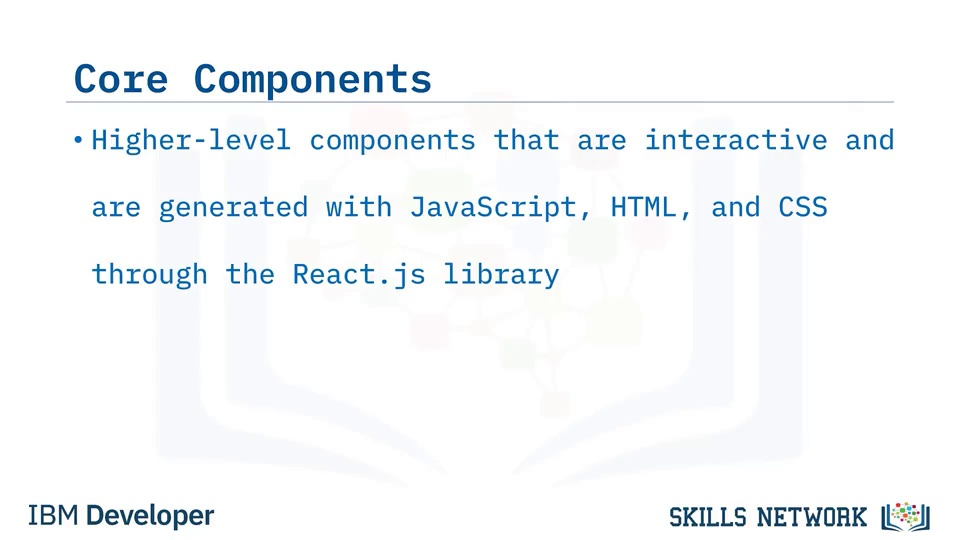 Core Components
• Higher-level components that are interactive and
are generated with JavaScript, HTML, and CSS
through the React.js library
IBM Developer
SKILLS NETWORK